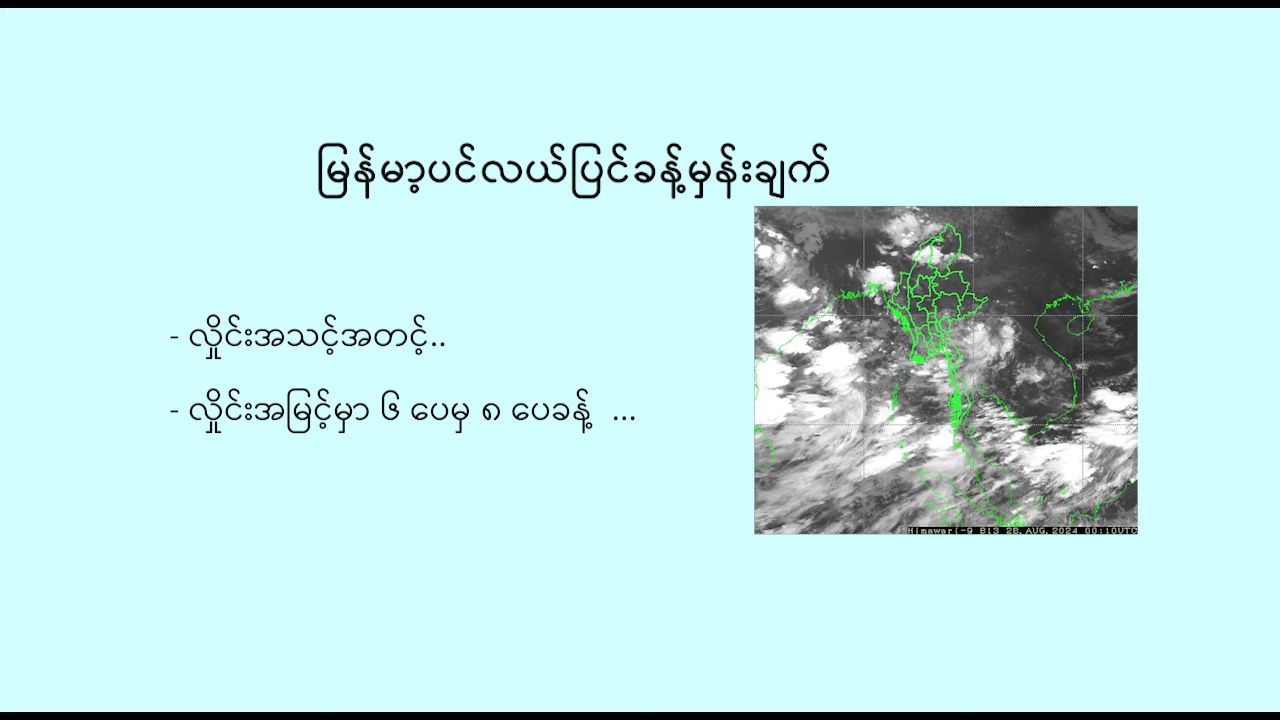 မြန်မာ့ပင်လယ်ပြင်ခန့်မှန်းချက်
- လှိုင်းအသင့်အတင့်..
- လှိုင်းအမြင့်မှာ ၆ ပေမှ ၈ ပေခန့် ...
Himawari-9 B13 28.AUG.2024 00:10UTC